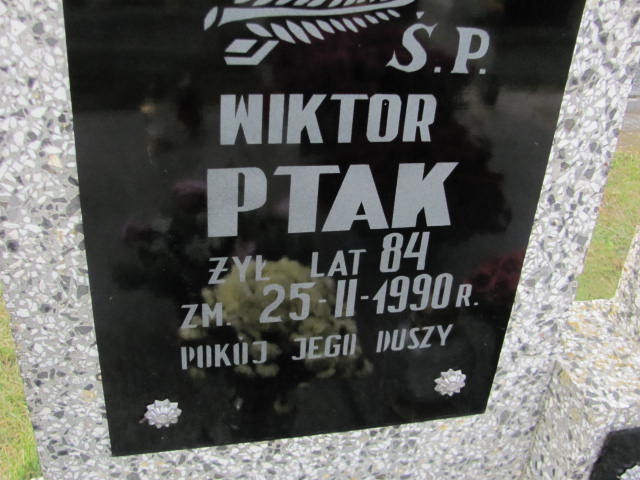 Ś.P.
WIKTOR
PTAK
ŻYŁ LAT 84
ZM. 25-II-1990 R.
POKÓJ JEGO DUSZY